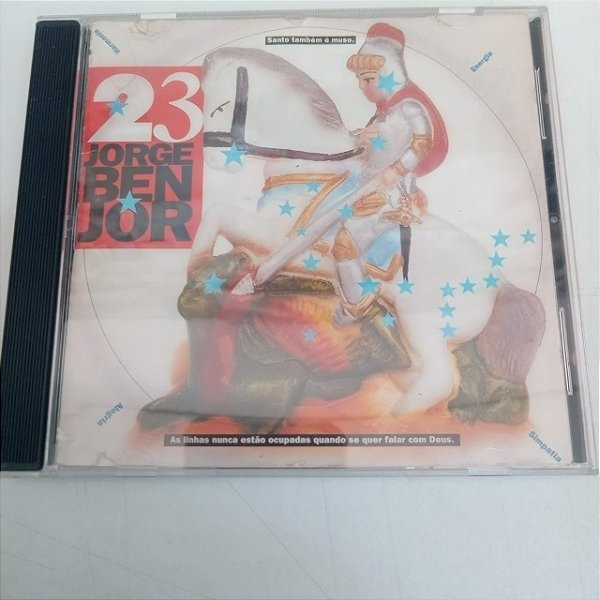 Santo também é muso.
Harmonia
Energia
23
JORGE
BEN
JOR
Alegria
Simpatia
As linhas nunca estão ocupadas quando se quer falar com Deus.